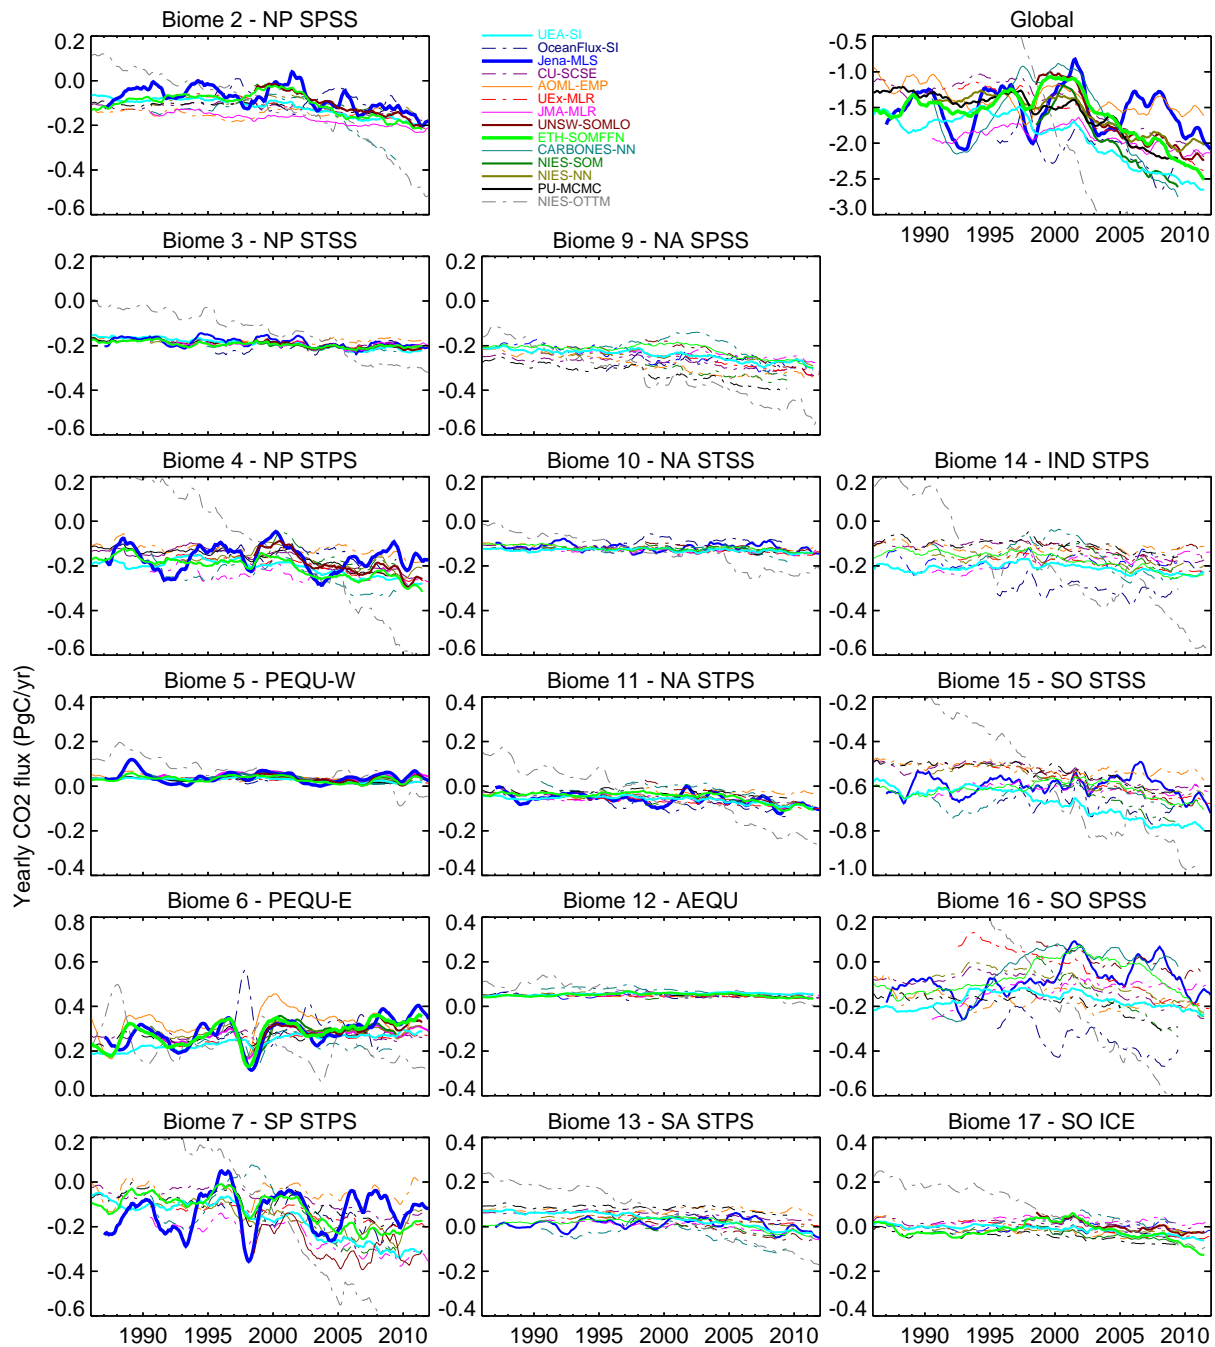 Biome 2 - NP SPSS
0.2
0.0
-0.2
-0.4
-0.6
UEA-SI
OceanFlux-SI
Jena-MLS
CU-SCSE
AOML-EMP
UEx-MLR
JMA-MLR
UNSW-SOMLO
ETH-SOMFFN
CARBONES-NN
NIES-SOM
NIES-NN
PU-MCMC
NIES-OTTM
Global
-0.5
-1.0
-1.5
-2.0
-2.5
-3.0
1990 1995 2000 2005 2010
Biome 3 - NP STSS
0.2
0.0
-0.2
-0.4
-0.6
Biome 9 - NA SPSS
0.2
0.0
-0.2
-0.4
-0.6
Biome 4 - NP STPS
0.2
0.0
-0.2
-0.4
-0.6
Biome 10 - NA STSS
0.2
0.0
-0.2
-0.4
-0.6
Biome 14 - IND STPS
0.2
0.0
-0.2
-0.4
-0.6
Yearly CO2 flux (PgC/yr)
Biome 5 - PEQU-W
0.4
0.2
0.0
-0.2
-0.4
Biome 11 - NA STPS
0.4
0.2
0.0
-0.2
-0.4
Biome 15 - SO STSS
-0.2
-0.4
-0.6
-0.8
-1.0
Biome 6 - PEQU-E
0.8
0.6
0.4
0.2
0.0
Biome 12 - AEQU
0.4
0.2
0.0
-0.2
-0.4
Biome 16 - SO SPSS
0.2
0.0
-0.2
-0.4
-0.6
Biome 7 - SP STPS
0.2
0.0
-0.2
-0.4
-0.6
1990 1995 2000 2005 2010
Biome 13 - SA STPS
0.4
0.2
0.0
-0.2
-0.4
1990 1995 2000 2005 2010
Biome 17 - SO ICE
0.4
0.2
0.0
-0.2
-0.4
1990 1995 2000 2005 2010